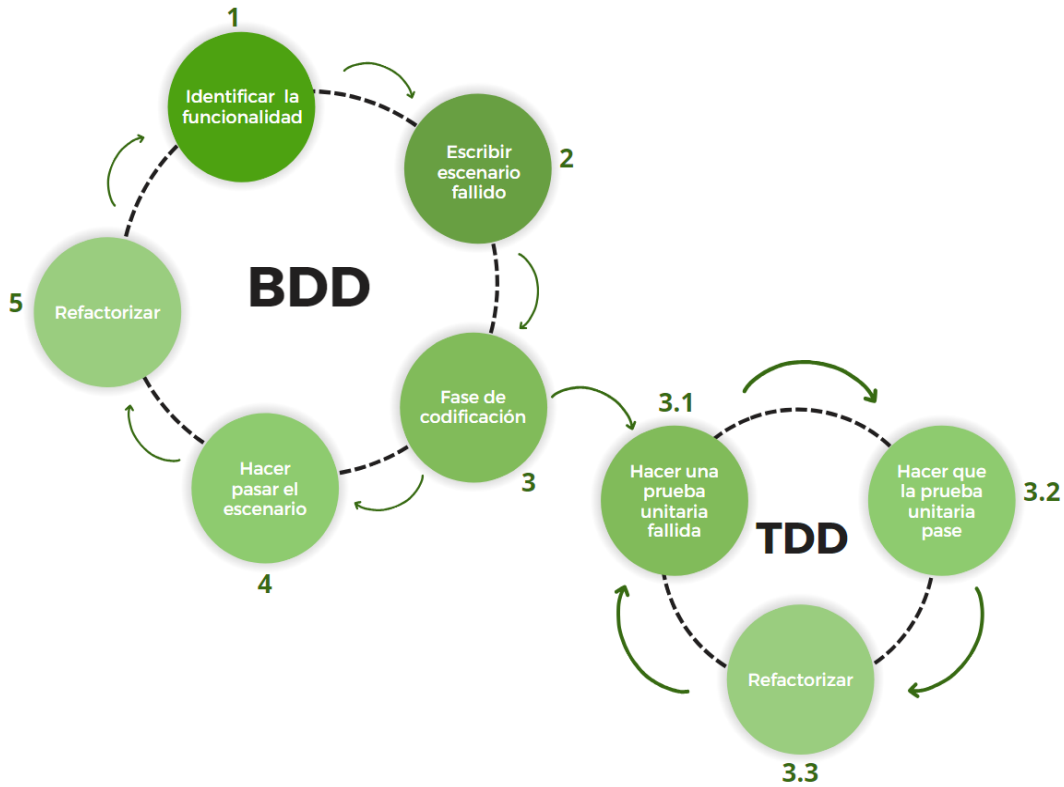 1
Identificar la
funcionalidad
Escribir
escenario
fallido
2
BDD
5
Refactorizar
Fase de
codificación
3
Hacer
pasar el
escenario
4
3.1
Hacer una
prueba
unitaria
fallida
Hacer que
la prueba
unitaria
pase
3.2
TDD
Refactorizar
3.3